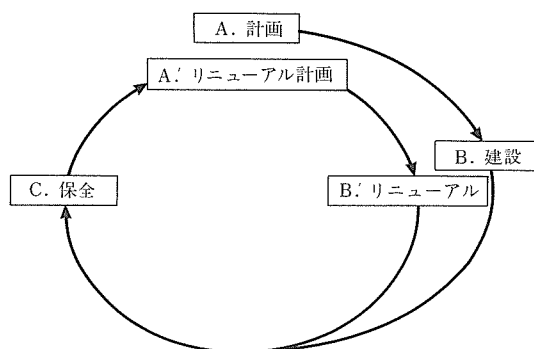 A. 計画
A.′ リニューアル計画
B. 建設
C. 保全
B.′ リニューアル